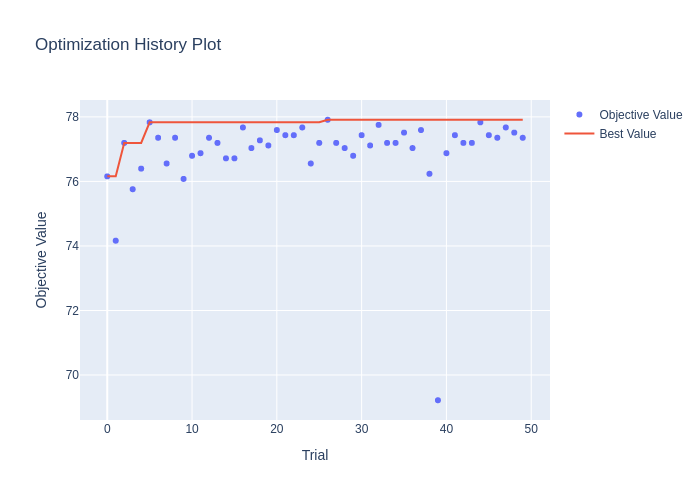 Optimization History Plot
Objective Value
Best Value
78
76
74
72
70
Objective Value
0
10
20
30
40
50
Trial